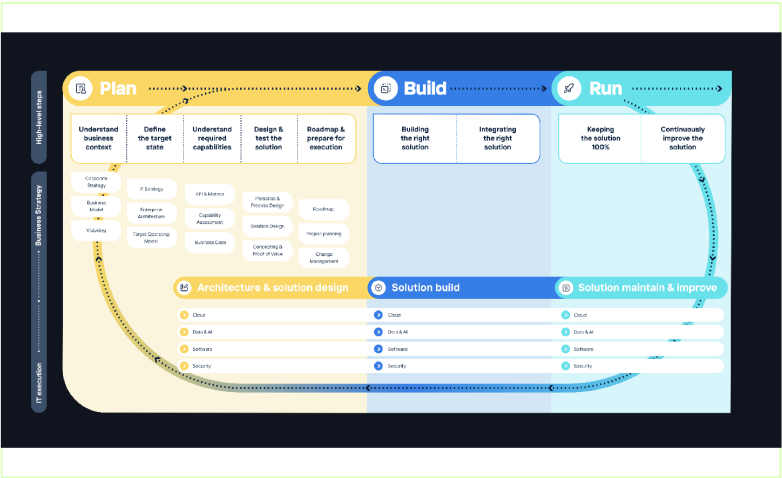 High-level steps
Plan
Build
Run
Understand
business
context
Define
the target
state
Understand
required
capabilities
Design &
test the
solution
Roadmap &
prepare for
execution
Building
the right
solution
Integrating
the right
solution
Keeping
the solution
100%
Continuously
improve the
solution
Business Strategy
IT execution
Corporate
Strategy
Business
Model
Visioning
IT Strategy
Enterprise
Architecture
Target Operating
Model
KPI & Metrics
Capability
Assessment
Business Case
Personas &
Process Design
Solution Design
Concepting &
Proof of Value
Roadmap
Project planning
Change
Management
Architecture & solution design
Solution build
Solution maintain & improve
Cloud
Data & AI
Software
Security
Cloud
Data & AI
Software
Security
Cloud
Data & AI
Software
Security